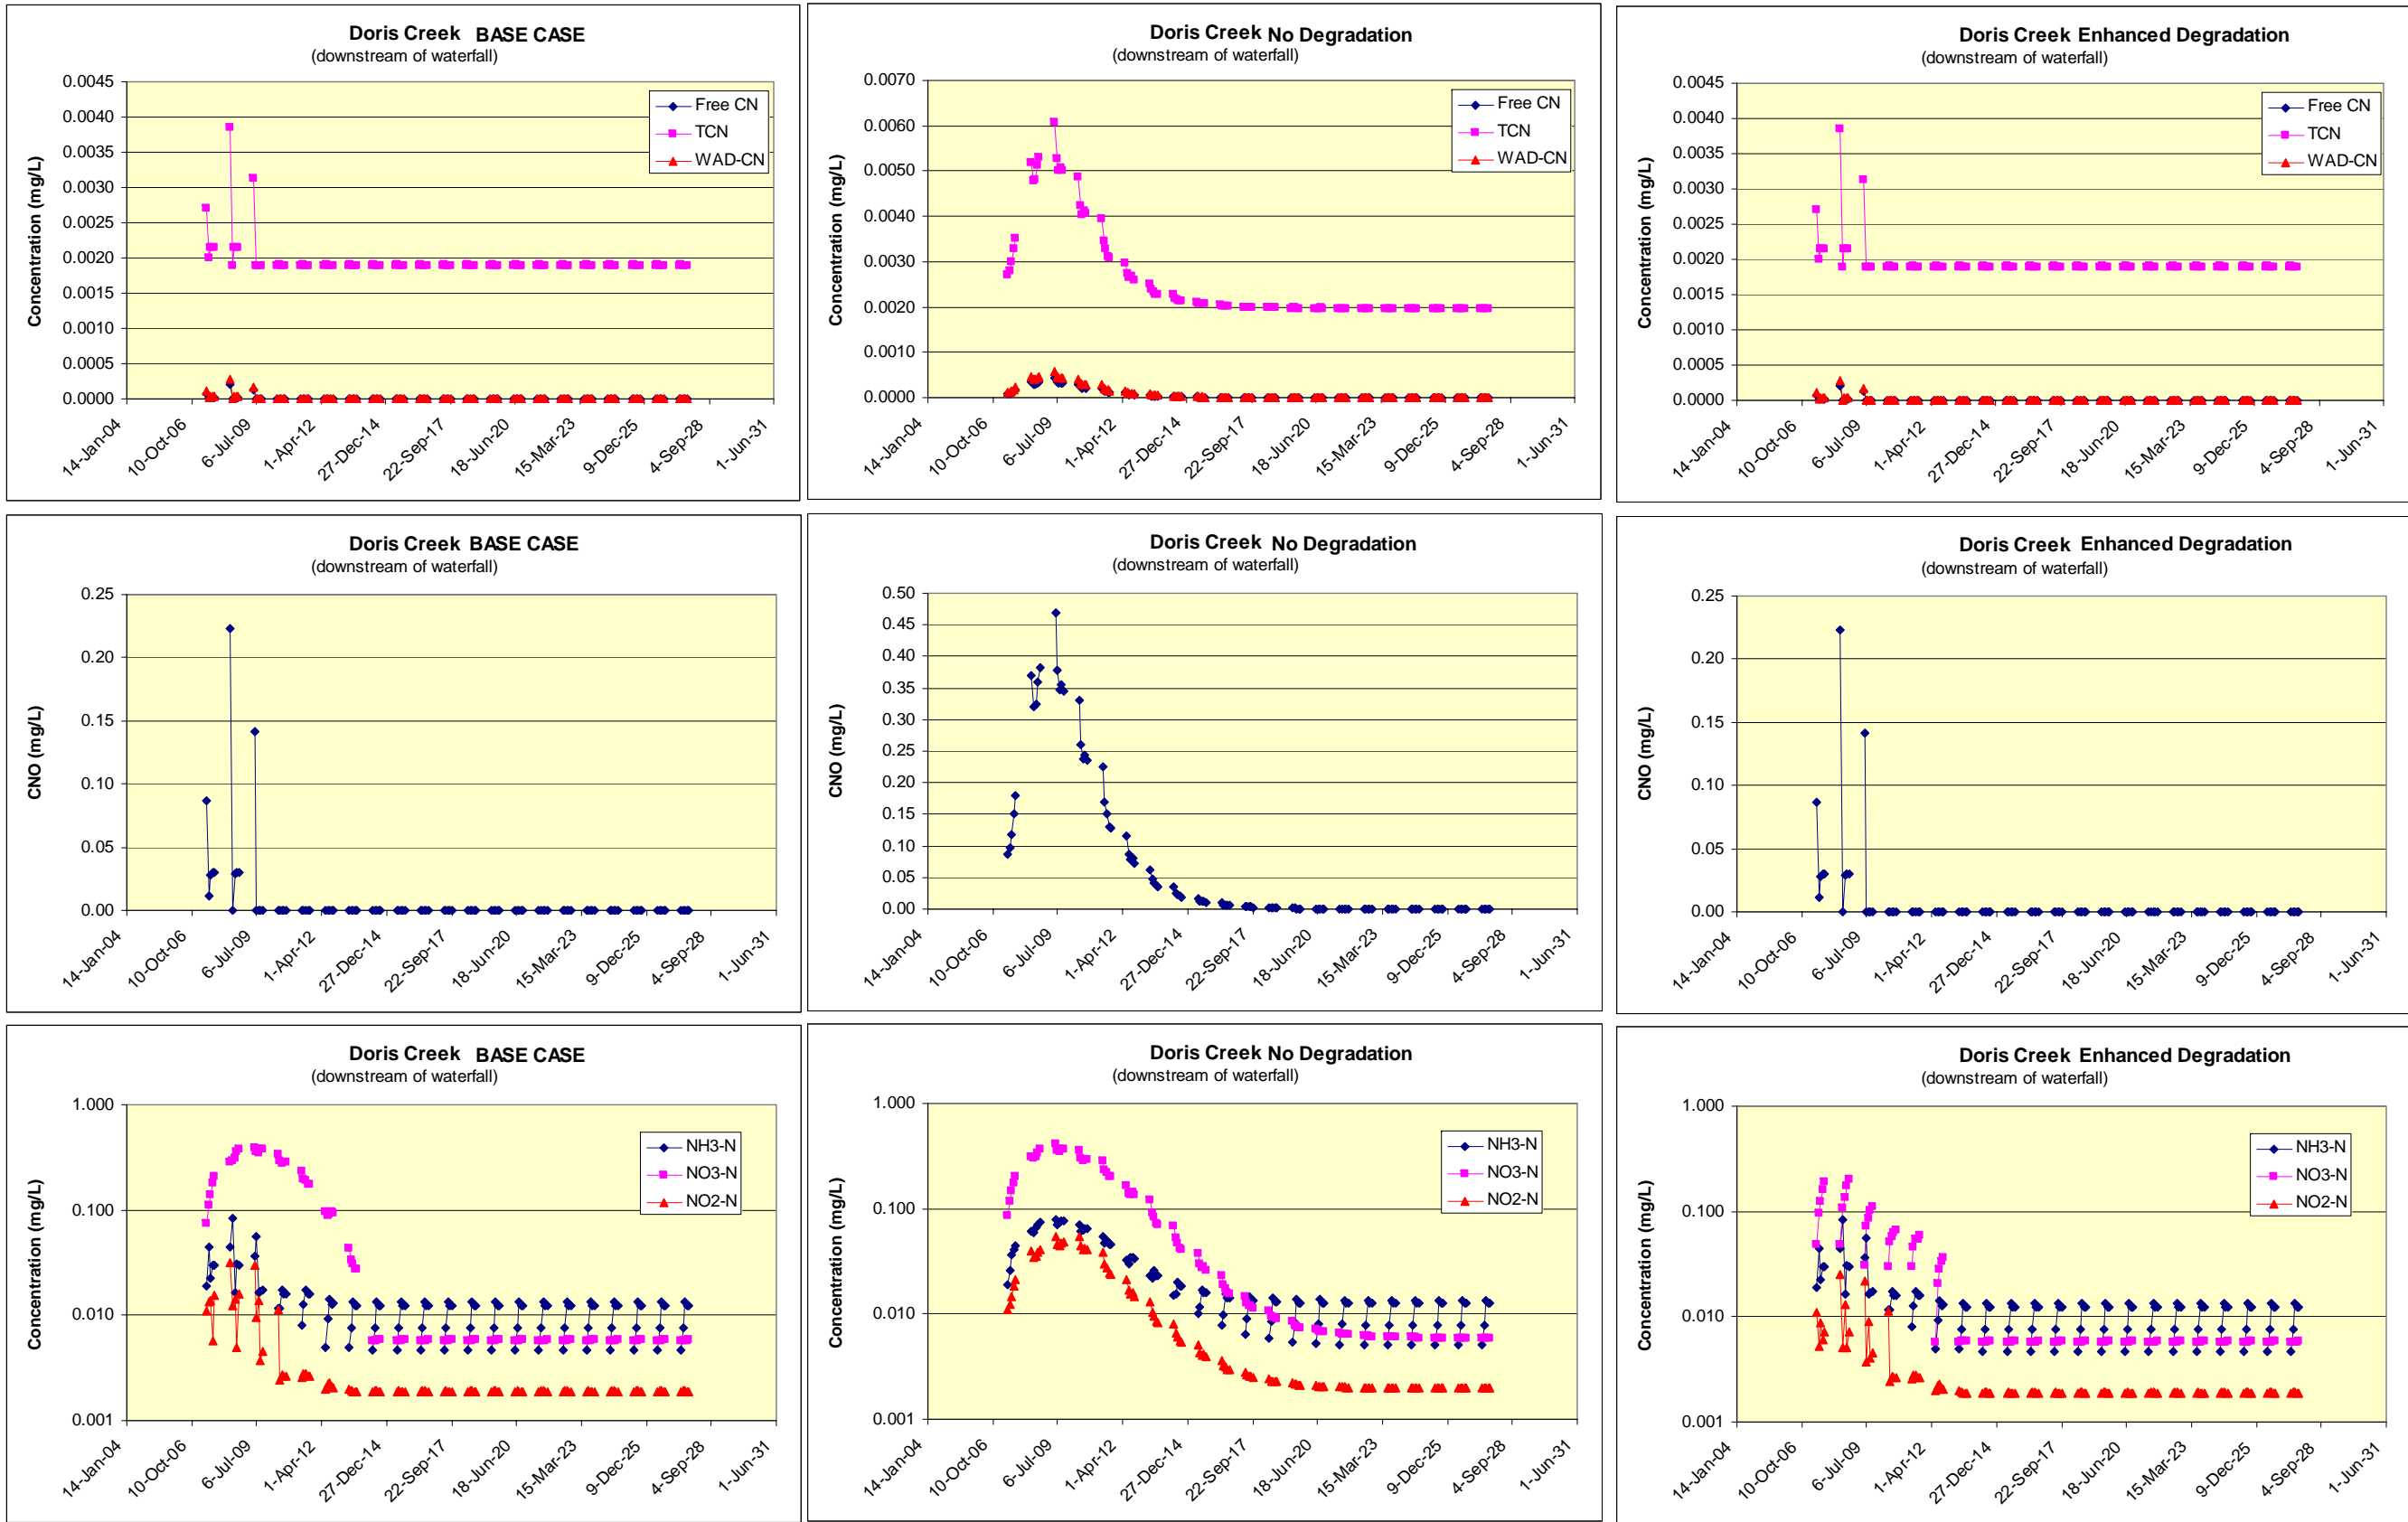 Doris Creek BASE CASE
(downstream of waterfall)
Concentration (mg/L)
0.0045
0.0040
0.0035
0.0030
0.0025
0.0020
0.0015
0.0010
0.0005
0.0000
Free CN
TCN
WAD-CN
14-Jan-04
10-Oct-06
6-Jul-09
1-Apr-12
27-Dec-14
22-Sep-17
18-Jun-20
15-Mar-23
9-Dec-25
4-Sep-28
1-Jun-31
Doris Creek No Degradation
(downstream of waterfall)
Concentration (mg/L)
0.0070
0.0060
0.0050
0.0040
0.0030
0.0020
0.0010
0.0000
Free CN
TCN
WAD-CN
14-Jan-04
10-Oct-06
6-Jul-09
1-Apr-12
27-Dec-14
22-Sep-17
18-Jun-20
15-Mar-23
9-Dec-25
4-Sep-28
1-Jun-31
Doris Creek Enhanced Degradation
(downstream of waterfall)
Concentration (mg/L)
0.0045
0.0040
0.0035
0.0030
0.0025
0.0020
0.0015
0.0010
0.0005
0.0000
Free CN
TCN
WAD-CN
14-Jan-04
10-Oct-06
6-Jul-09
1-Apr-12
27-Dec-14
22-Sep-17
18-Jun-20
15-Mar-23
9-Dec-25
4-Sep-28
1-Jun-31
Doris Creek BASE CASE
(downstream of waterfall)
CNO (mg/L)
0.25
0.20
0.15
0.10
0.05
0.00
14-Jan-04
10-Oct-06
6-Jul-09
1-Apr-12
27-Dec-14
22-Sep-17
18-Jun-20
15-Mar-23
9-Dec-25
4-Sep-28
1-Jun-31
Doris Creek No Degradation
(downstream of waterfall)
CNO (mg/L)
0.50
0.45
0.40
0.35
0.30
0.25
0.20
0.15
0.10
0.05
0.00
14-Jan-04
10-Oct-06
6-Jul-09
1-Apr-12
27-Dec-14
22-Sep-17
18-Jun-20
15-Mar-23
9-Dec-25
4-Sep-28
1-Jun-31
Doris Creek Enhanced Degradation
(downstream of waterfall)
CNO (mg/L)
0.25
0.20
0.15
0.10
0.05
0.00
14-Jan-04
10-Oct-06
6-Jul-09
1-Apr-12
27-Dec-14
22-Sep-17
18-Jun-20
15-Mar-23
9-Dec-25
4-Sep-28
1-Jun-31
Doris Creek BASE CASE
(downstream of waterfall)
Concentration (mg/L)
1.000
0.100
0.010
0.001
NH3-N
NO3-N
NO2-N
14-Jan-04
10-Oct-06
6-Jul-09
1-Apr-12
27-Dec-14
22-Sep-17
18-Jun-20
15-Mar-23
9-Dec-25
4-Sep-28
1-Jun-31
Doris Creek No Degradation
(downstream of waterfall)
Concentration (mg/L)
1.000
0.100
0.010
0.001
NH3-N
NO3-N
NO2-N
14-Jan-04
10-Oct-06
6-Jul-09
1-Apr-12
27-Dec-14
22-Sep-17
18-Jun-20
15-Mar-23
9-Dec-25
4-Sep-28
1-Jun-31
Doris Creek Enhanced Degradation
(downstream of waterfall)
Concentration (mg/L)
1.000
0.100
0.010
0.001
NH3-N
NO3-N
NO2-N
14-Jan-04
10-Oct-06
6-Jul-09
1-Apr-12
27-Dec-14
22-Sep-17
18-Jun-20
15-Mar-23
9-Dec-25
4-Sep-28
1-Jun-31